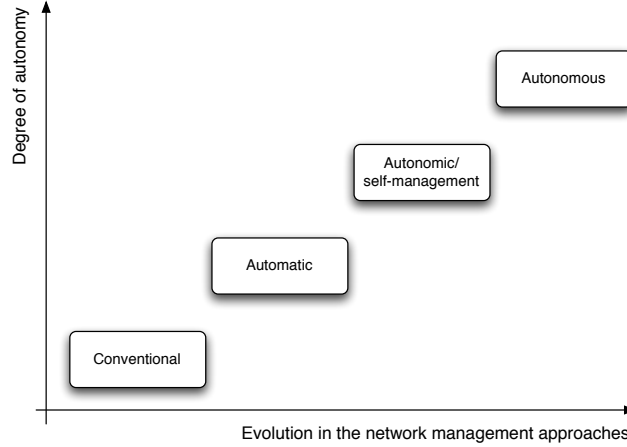 Degree of autonomy
Autonomous
Autonomic/
self-management
Automatic
Conventional
Evolution in the network management approaches